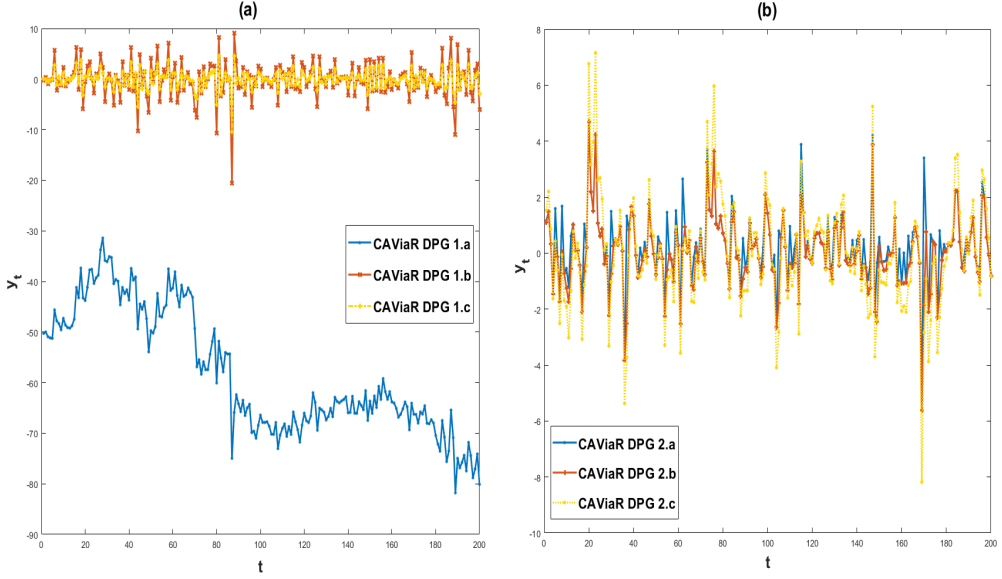 (a)
10
0
-10
-20
-30
-40
-50
-60
-70
-80
-90
y_t
0 20 40 60 80 100 120 140 160 180 200
t
CAViaR DPG 1.a
CAViaR DPG 1.b
CAViaR DPG 1.c
(b)
8
6
4
2
0
-2
-4
-6
-8
-10
y_t
0 20 40 60 80 100 120 140 160 180 200
t
CAViaR DPG 2.a
CAViaR DPG 2.b
CAViaR DPG 2.c